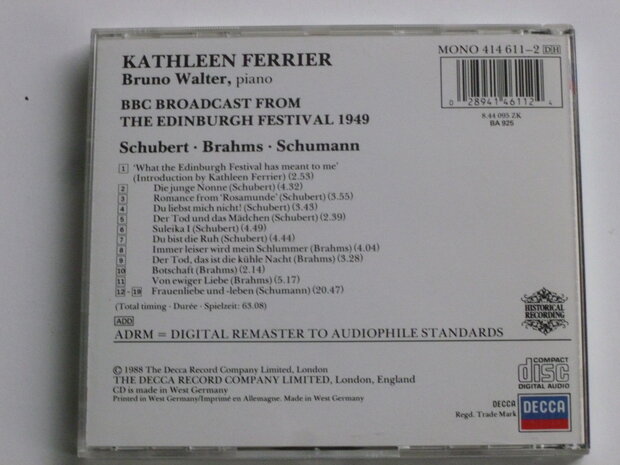 KATHLEEN FERRIER
Bruno Walter, piano
MONO 414 611-2 DH
0 28941 46112 4
8.44 095 ZK
BA 925
BBC BROADCAST FROM
THE EDINBURGH FESTIVAL 1949
Schubert · Brahms · Schumann
1 'What the Edinburgh Festival has meant to me'
(Introduction by Kathleen Ferrier) (2.53)
2 Die junge Nonne (Schubert) (4.32)
3 Romance from 'Rosamunde' (Schubert) (3.55)
4 Du liebst mich nicht! (Schubert) (3.43)
5 Der Tod und das Mädchen (Schubert) (2.39)
6 Suleika I (Schubert) (4.49)
7 Du bist die Ruh (Schubert) (4.44)
8 Immer leiser wird mein Schlummer (Brahms) (4.04)
9 Der Tod, das ist die kühle Nacht (Brahms) (3.28)
10 Botschaft (Brahms) (2.14)
11 Von ewiger Liebe (Brahms) (5.17)
12 - 19 Frauenliebe und -leben (Schumann) (20.47)
(Total timing · Durée · Spielzeit: 63.08)
HISTORICAL
RECORDING
ADD
ADRM = DIGITAL REMASTER TO AUDIOPHILE STANDARDS
© 1988 The Decca Record Company Limited, London
THE DECCA RECORD COMPANY LIMITED, London, England
CD is made in West Germany
Printed in West Germany/Imprimé en Allemagne. Made in West Germany
COMPACT
disc
DIGITAL AUDIO
DECCA
Regd. Trade Mark
DECCA